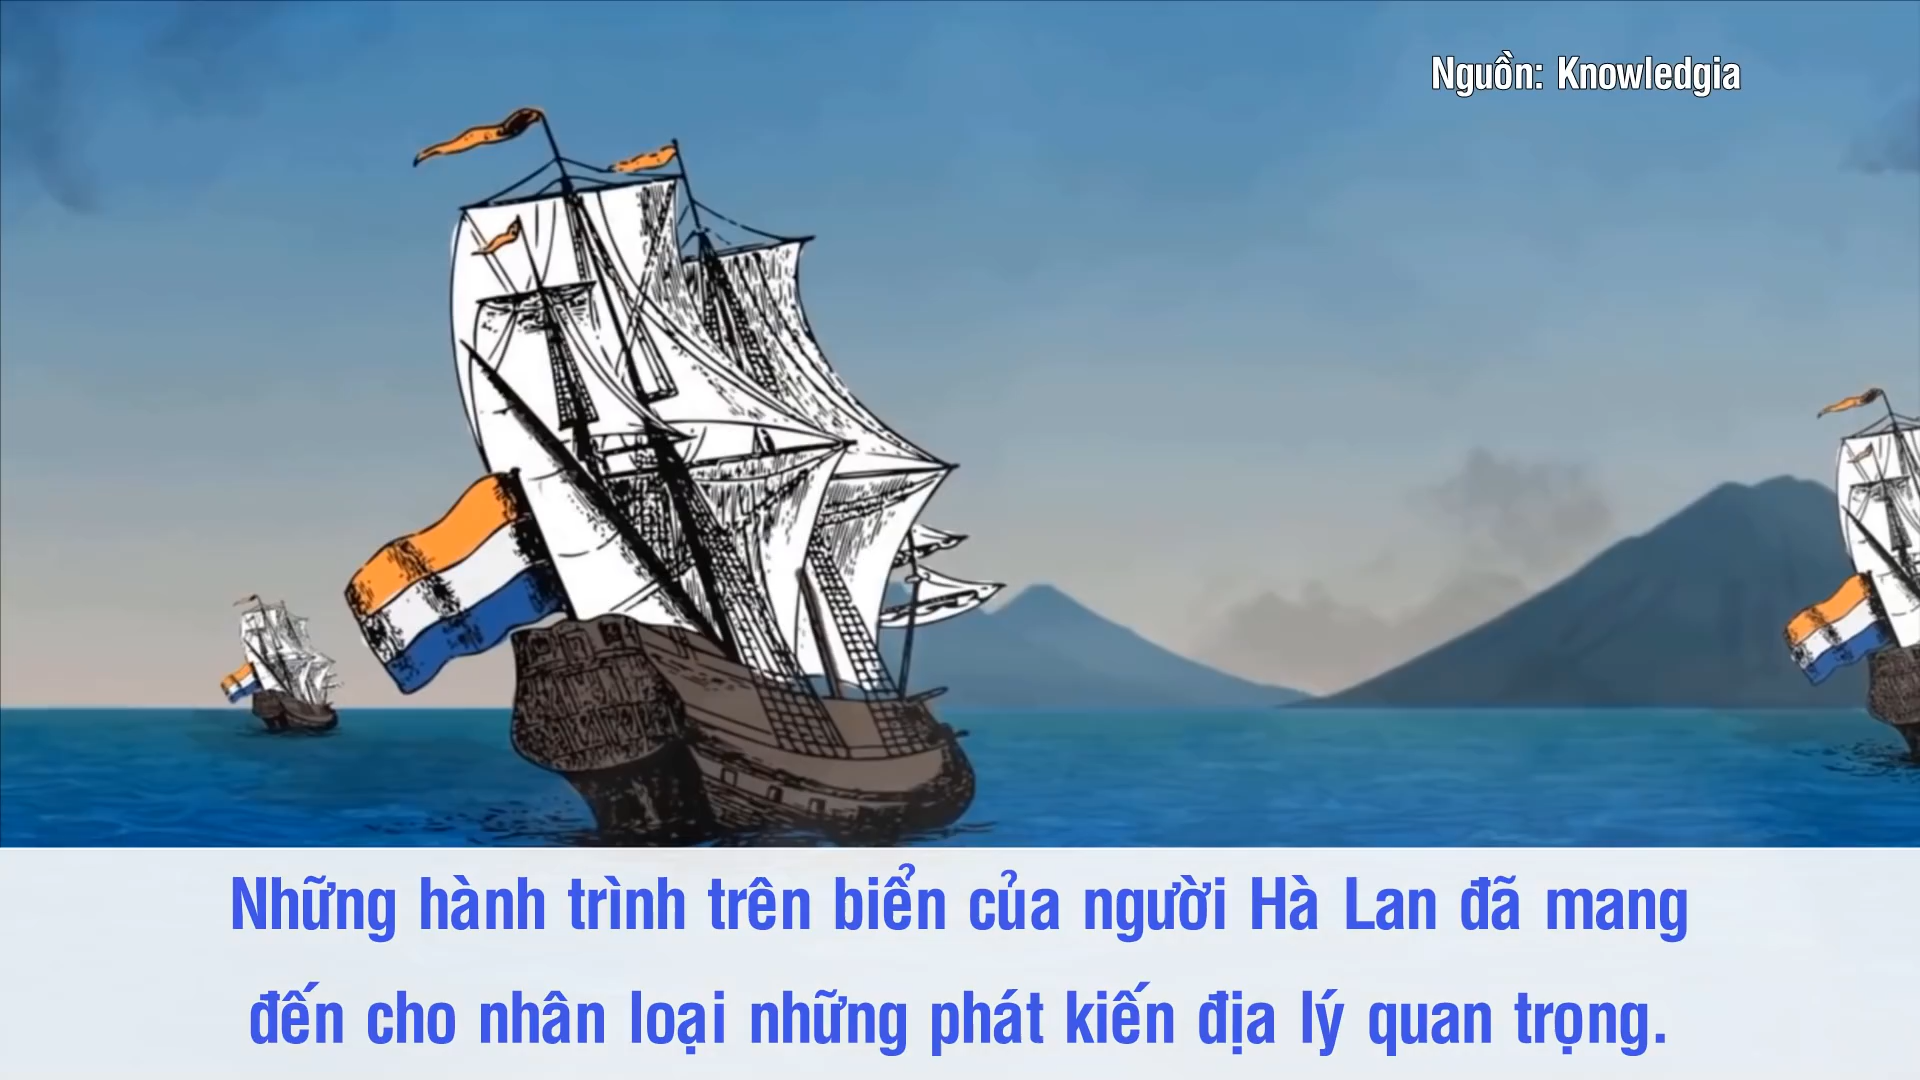 Nguồn: Knowledgia
Những hành trình trên biển của người Hà Lan đã mang
đến cho nhân loại những phát kiến địa lý quan trọng.